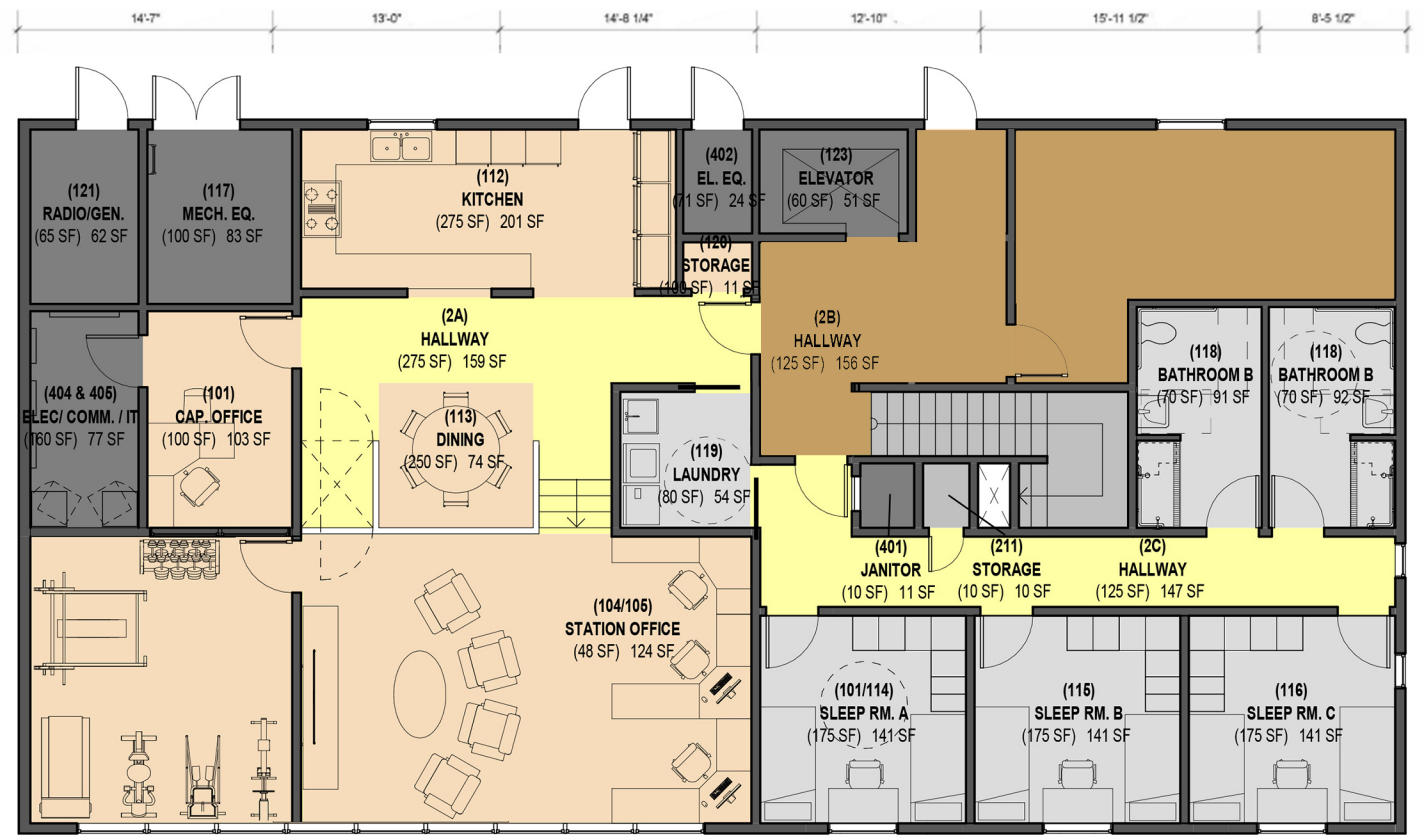 14'-7"
13'-0"
14'-8 1/4"
12'-10"
15'-11 1/2"
8'-5 1/2"
(121)
RADIO/GEN.
(65 SF) 62 SF
(117)
MECH. EQ.
(100 SF) 83 SF
(112)
KITCHEN
(275 SF) 201 SF
(402)
EL. EQ.
(71 SF) 24 SF
(123)
ELEVATOR
(60 SF) 51 SF
(120)
STORAGE
(100 SF) 11 SF
(2A)
HALLWAY
(275 SF) 159 SF
(2B)
HALLWAY
(125 SF) 156 SF
(118)
BATHROOM B
(70 SF) 91 SF
(118)
BATHROOM B
(70 SF) 92 SF
(404 & 405)
ELEC/ COMM. / IT
(160 SF) 77 SF
(101)
CAP. OFFICE
(100 SF) 103 SF
(113)
DINING
(250 SF) 74 SF
(119)
LAUNDRY
(80 SF) 54 SF
(401)
JANITOR
(10 SF) 11 SF
(211)
STORAGE
(10 SF) 10 SF
(2C)
HALLWAY
(125 SF) 147 SF
(104/105)
STATION OFFICE
(48 SF) 124 SF
(101/114)
SLEEP RM. A
(175 SF) 141 SF
(115)
SLEEP RM. B
(175 SF) 141 SF
(116)
SLEEP RM. C
(175 SF) 141 SF